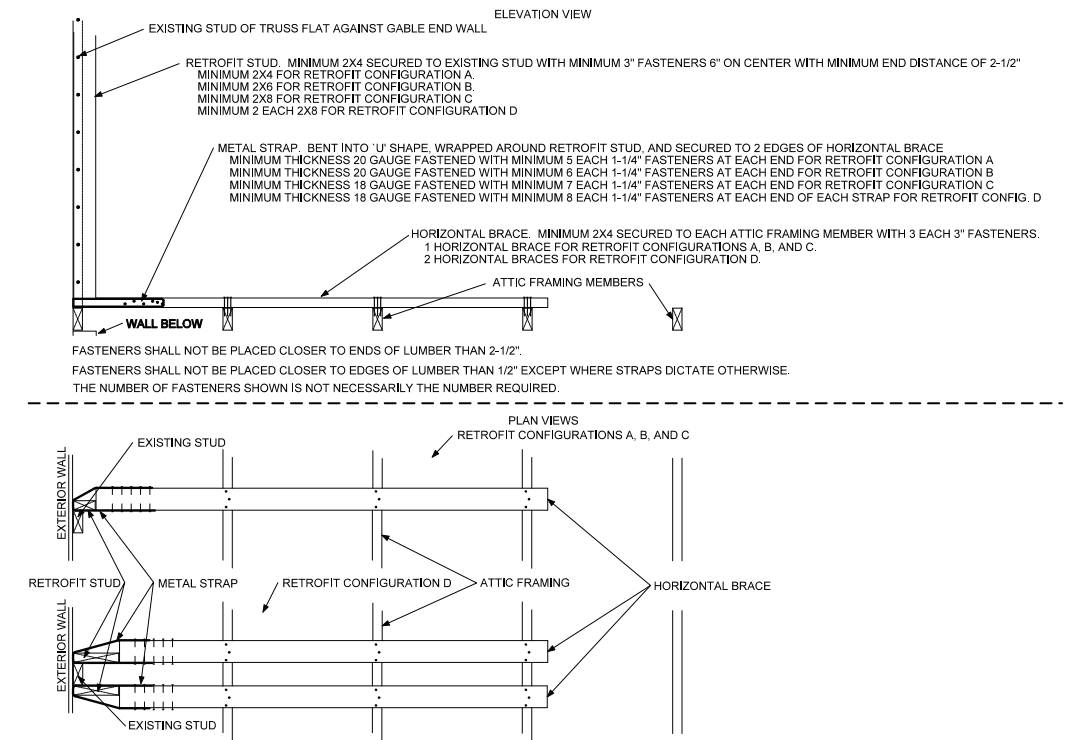 ELEVATION VIEW
EXISTING STUD OF TRUSS FLAT AGAINST GABLE END WALL
RETROFIT STUD. MINIMUM 2X4 SECURED TO EXISTING STUD WITH MINIMUM 3" FASTENERS 6" ON CENTER WITH MINIMUM END DISTANCE OF 2-1/2"
MINIMUM 2X4 FOR RETROFIT CONFIGURATION A.
MINIMUM 2X6 FOR RETROFIT CONFIGURATION B.
MINIMUM 2X8 FOR RETROFIT CONFIGURATION C
MINIMUM 2 EACH 2X8 FOR RETROFIT CONFIGURATION D
METAL STRAP. BENT INTO `U' SHAPE, WRAPPED AROUND RETROFIT STUD, AND SECURED TO 2 EDGES OF HORIZONTAL BRACE
MINIMUM THICKNESS 20 GAUGE FASTENED WITH MINIMUM 5 EACH 1-1/4" FASTENERS AT EACH END FOR RETROFIT CONFIGURATION A
MINIMUM THICKNESS 20 GAUGE FASTENED WITH MINIMUM 6 EACH 1-1/4" FASTENERS AT EACH END FOR RETROFIT CONFIGURATION B
MINIMUM THICKNESS 18 GAUGE FASTENED WITH MINIMUM 7 EACH 1-1/4" FASTENERS AT EACH END FOR RETROFIT CONFIGURATION C
MINIMUM THICKNESS 18 GAUGE FASTENED WITH MINIMUM 8 EACH 1-1/4" FASTENERS AT EACH END OF EACH STRAP FOR RETROFIT CONFIG. D
HORIZONTAL BRACE. MINIMUM 2X4 SECURED TO EACH ATTIC FRAMING MEMBER WITH 3 EACH 3" FASTENERS.
1 HORIZONTAL BRACE FOR RETROFIT CONFIGURATIONS A, B, AND C.
2 HORIZONTAL BRACES FOR RETROFIT CONFIGURATION D.
ATTIC FRAMING MEMBERS
WALL BELOW
FASTENERS SHALL NOT BE PLACED CLOSER TO ENDS OF LUMBER THAN 2-1/2".
FASTENERS SHALL NOT BE PLACED CLOSER TO EDGES OF LUMBER THAN 1/2" EXCEPT WHERE STRAPS DICTATE OTHERWISE.
THE NUMBER OF FASTENERS SHOWN IS NOT NECESSARILY THE NUMBER REQUIRED.
PLAN VIEWS
RETROFIT CONFIGURATIONS A, B, AND C
EXISTING STUD
EXTERIOR WALL
RETROFIT STUD
METAL STRAP
RETROFIT CONFIGURATION D
ATTIC FRAMING
HORIZONTAL BRACE
EXTERIOR WALL
EXISTING STUD